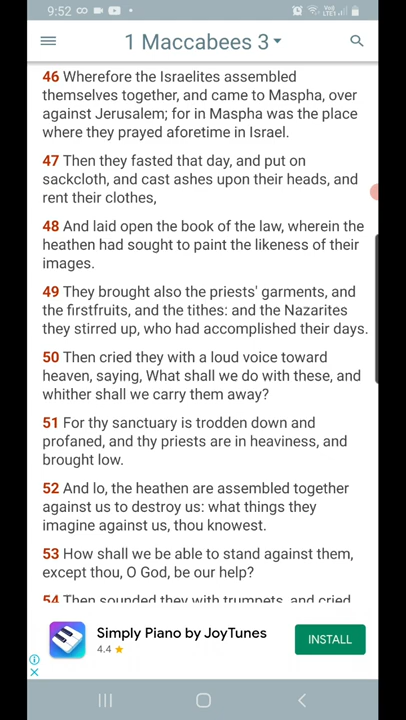 9:52
1 Maccabees 3
46 Wherefore the Israelites assembled
themselves together, and came to Maspha, over
against Jerusalem; for in Maspha was the place
where they prayed aforetime in Israel.
47 Then they fasted that day, and put on
sackcloth, and cast ashes upon their heads, and
rent their clothes,
48 And laid open the book of the law, wherein the
heathen had sought to paint the likeness of their
images.
49 They brought also the priests' garments, and
the firstfruits, and the tithes: and the Nazarites
they stirred up, who had accomplished their days.
50 Then cried they with a loud voice toward
heaven, saying, What shall we do with these, and
whither shall we carry them away?
51 For thy sanctuary is trodden down and
profaned, and thy priests are in heaviness, and
brought low.
52 And lo, the heathen are assembled together
against us to destroy us: what things they
imagine against us, thou knowest.
53 How shall we be able to stand against them,
except thou, O God, be our help?
54 Then sounded they with trumpets, and cried
Simply Piano by JoyTunes
4.4
INSTALL